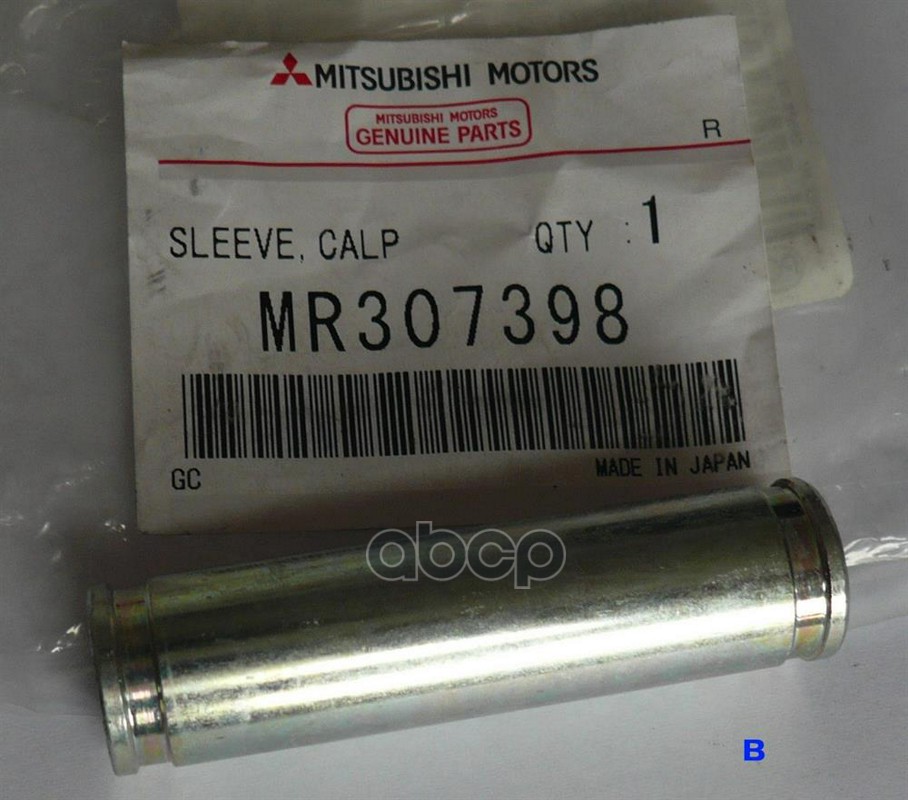 MITSUBISHI MOTORS
MITSUBISHI MOTORS
GENUINE PARTS
R
SLEEVE, CALP QTY : 1
MR307398
GC MADE IN JAPAN
abcp
B